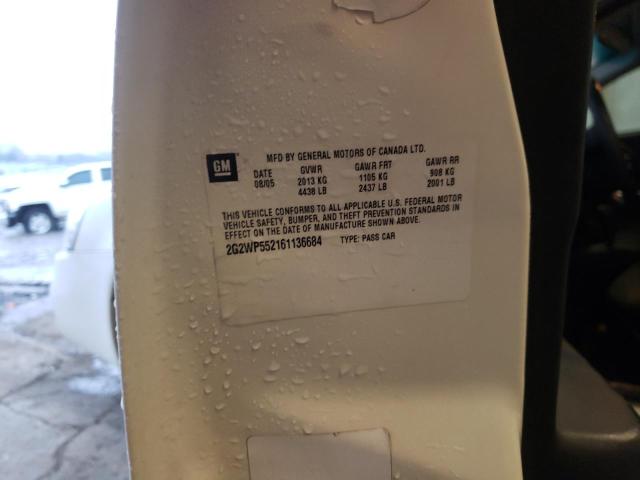 GM
MFD BY GENERAL MOTORS OF CANADA LTD.
DATE GVWR GAWR FRT GAWR RR
08/05 2013 KG 1105 KG 908 KG
4438 LB 2437 LB 2001 LB
THIS VEHICLE CONFORMS TO ALL APPLICABLE U.S. FEDERAL MOTOR
VEHICLE SAFETY, BUMPER, AND THEFT PREVENTION STANDARDS IN
EFFECT ON THE DATE OF MANUFACTURE SHOWN ABOVE.
2G2WP552161136684 TYPE: PASS CAR